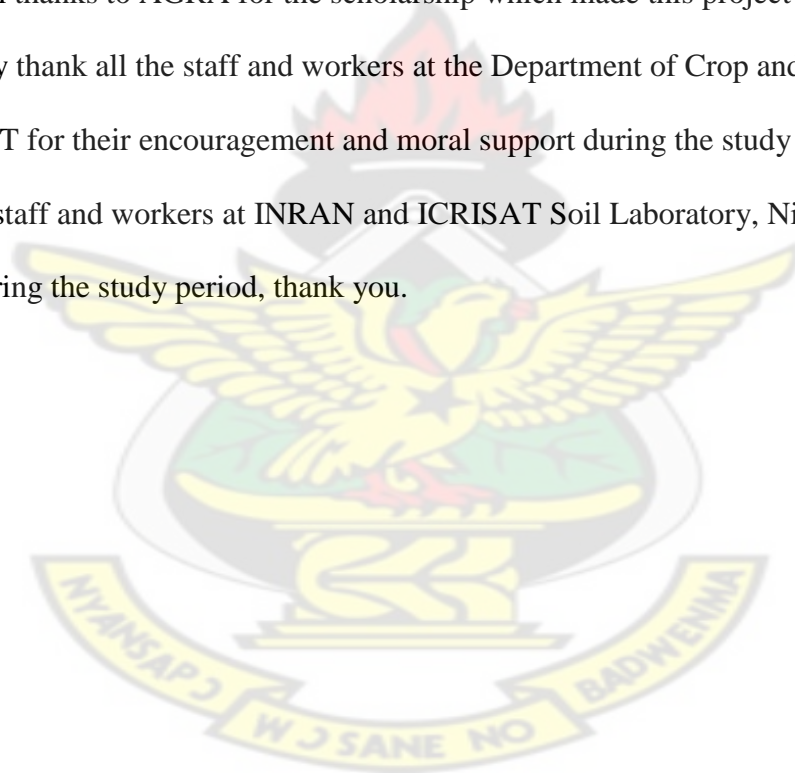 thanks to AGRA for the scholarship which made this project
thank all the staff and workers at the Department of Crop and
T for their encouragement and moral support during the study
staff and workers at INRAN and ICRISAT Soil Laboratory, Ni
ring the study period, thank you.
NYANSAPƆ WƆ SANE NO BADWENMA